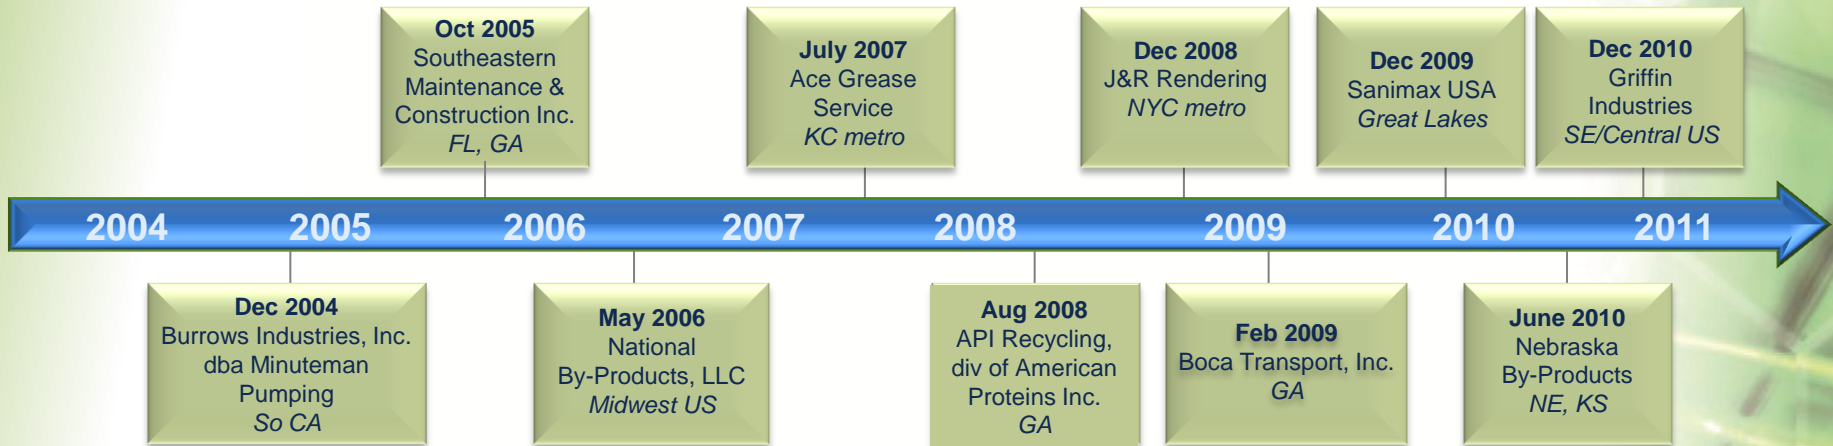 Oct 2005
Southeastern
Maintenance &
Construction Inc.
FL, GA
July 2007
Ace Grease
Service
KC metro
Dec 2008
J&R Rendering
NYC metro
Dec 2009
Sanimax USA
Great Lakes
Dec 2010
Griffin
Industries
SE/Central US
2004 2005 2006 2007 2008 2009 2010 2011
Dec 2004
Burrows Industries, Inc.
dba Minuteman
Pumping
So CA
May 2006
National
By-Products, LLC
Midwest US
Aug 2008
API Recycling,
div of American
Proteins Inc.
GA
Feb 2009
Boca Transport, Inc.
GA
June 2010
Nebraska
By-Products
NE, KS